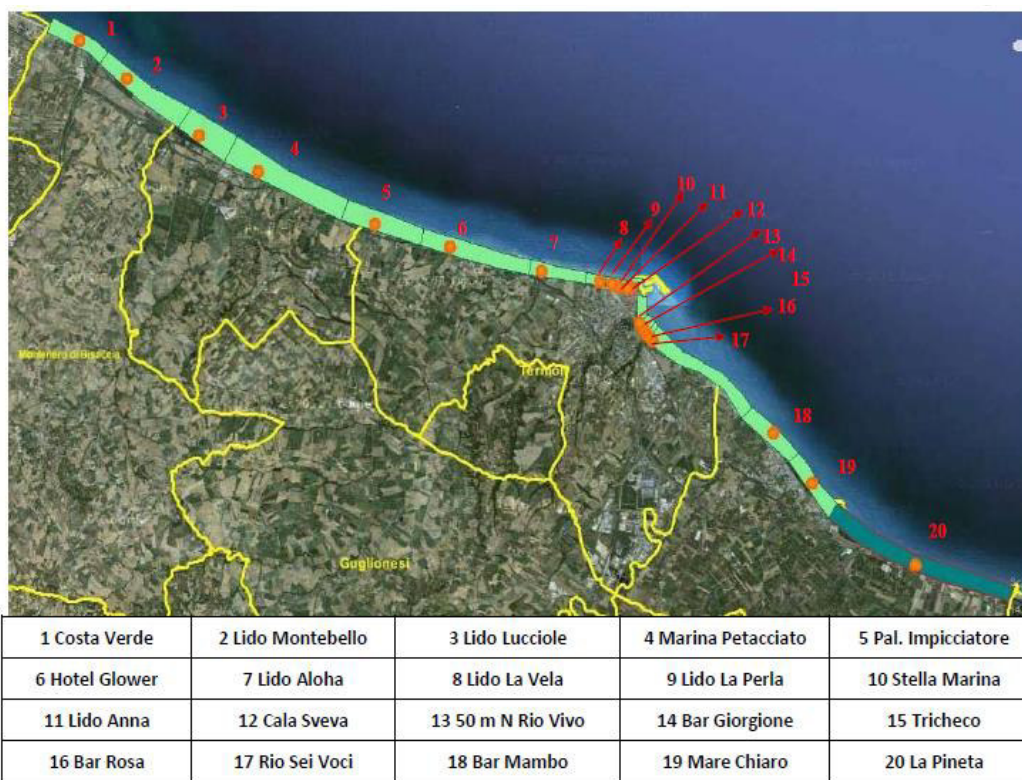 1
2
3
4
5
6
7
8
9
10
11
12
13
14
15
16
17
18
19
20
Montenero di Bisaccia
Termoli
Guglionesi
1 Costa Verde
2 Lido Montebello
3 Lido Lucciole
4 Marina Petacciato
5 Pal. Impicciatore
6 Hotel Glower
7 Lido Aloha
8 Lido La Vela
9 Lido La Perla
10 Stella Marina
11 Lido Anna
12 Cala Sveva
13 50 m N Rio Vivo
14 Bar Giorgione
15 Tricheco
16 Bar Rosa
17 Rio Sei Voci
18 Bar Mambo
19 Mare Chiaro
20 La Pineta